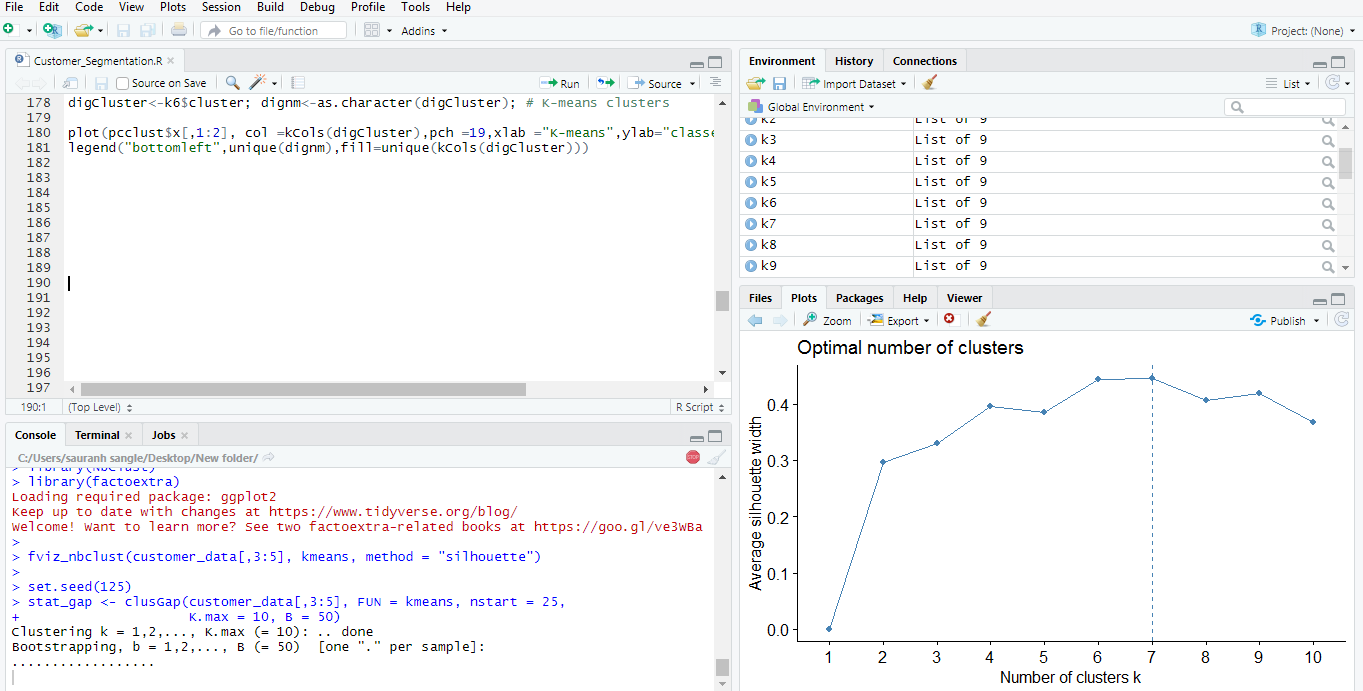 File Edit Code View Plots Session Build Debug Profile Tools Help
Go to file/function Addins Project: (None)
Customer_Segmentation.R
Source on Save Run Source
178 digCluster<-k6$cluster; dignm<-as.character(digCluster); # K-means clusters
179
180 plot(pcclust$x[,1:2], col =kCols(digCluster),pch =19,xlab ="K-means",ylab="classe
181 legend("bottomleft",unique(dignm),fill=unique(kCols(digCluster)))
182
183
184
185
186
187
188
189
190
191
192
193
194
195
196
197
190:1 (Top Level) R Script
Console Terminal Jobs
C:/Users/sauranh sangle/Desktop/New folder/
STOP
> library(NbClust)
> library(factoextra)
Loading required package: ggplot2
Keep up to date with changes at https://www.tidyverse.org/blog/
Welcome! Want to learn more? See two factoextra-related books at https://goo.gl/ve3WBa
>
> fviz_nbclust(customer_data[,3:5], kmeans, method = "silhouette")
>
> set.seed(125)
> stat_gap <- clusGap(customer_data[,3:5], FUN = kmeans, nstart = 25,
+ K.max = 10, B = 50)
Clustering k = 1,2,..., K.max (= 10): .. done
Bootstrapping, b = 1,2,..., B (= 50) [one "." per sample]:
..................
Environment History Connections
Import Dataset List
Global Environment
k2 List of 9
k3 List of 9
k4 List of 9
k5 List of 9
k6 List of 9
k7 List of 9
k8 List of 9
k9 List of 9
Files Plots Packages Help Viewer
Zoom Export Publish
Optimal number of clusters
Average silhouette width
0.4
0.3
0.2
0.1
0.0
1 2 3 4 5 6 7 8 9 10
Number of clusters k